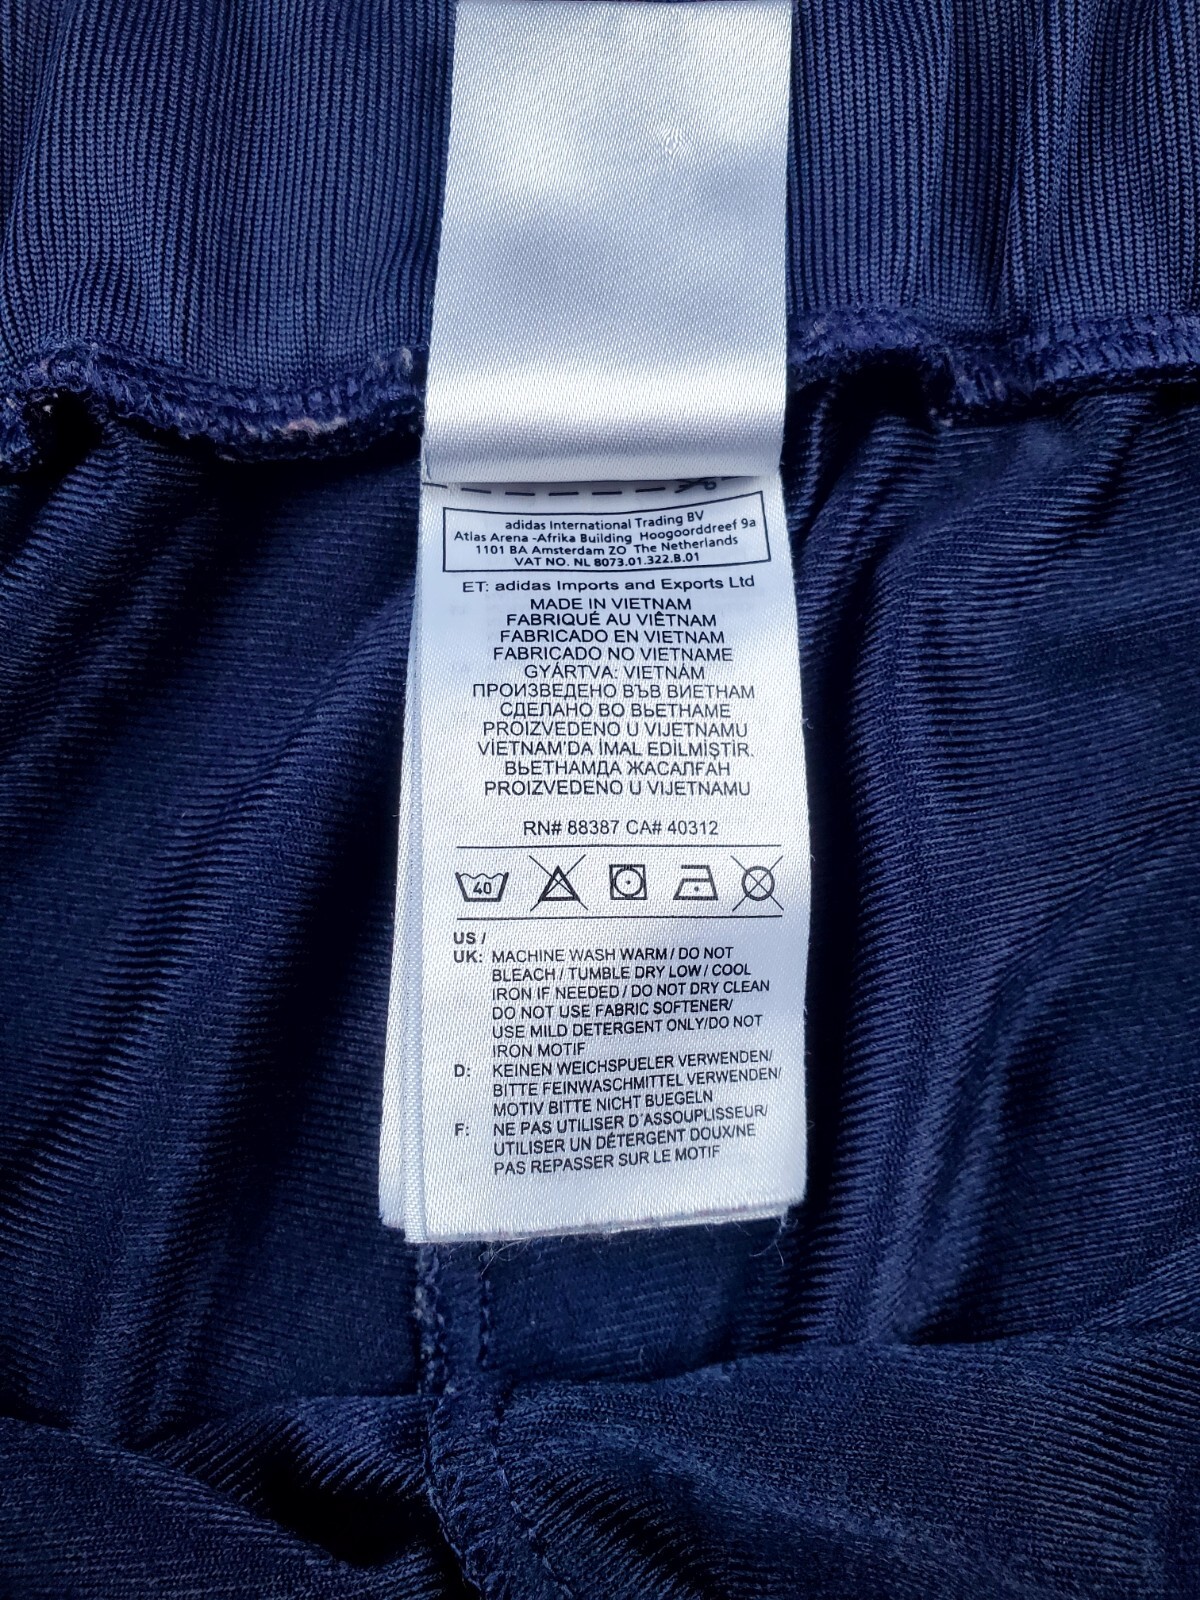 adidas International Trading BV
Atlas Arena -Afrika Building Hoogoorddreef 9a
1101 BA Amsterdam ZO The Netherlands
VAT NO. NL 8073.01.322.B.01
ET: adidas Imports and Exports Ltd
MADE IN VIETNAM
FABRIQUÉ AU VIÊTNAM
FABRICADO EN VIETNAM
FABRICADO NO VIETNAME
GYÁRTVA: VIETNÁM
ПРОИЗВЕДЕНО ВЪВ ВИЕТНАМ
СДЕЛАНО ВО ВЬЕТНАМЕ
PROIZVEDENO U VIJETNAMU
VİETNAM'DA İMAL EDİLMİŞTİR.
ВЬЕТНАМДА ЖАСАЛҒАН
PROIZVEDENO U VIJETNAMU
RN# 88387 CA# 40312
40
US /
UK: MACHINE WASH WARM / DO NOT
BLEACH / TUMBLE DRY LOW / COOL
IRON IF NEEDED / DO NOT DRY CLEAN
DO NOT USE FABRIC SOFTENER/
USE MILD DETERGENT ONLY/DO NOT
IRON MOTIF
D: KEINEN WEICHSPUELER VERWENDEN/
BITTE FEINWASCHMITTEL VERWENDEN/
MOTIV BITTE NICHT BUEGELN
F: NE PAS UTILISER D'ASSOUPLISSEUR/
UTILISER UN DÉTERGENT DOUX/NE
PAS REPASSER SUR LE MOTIF